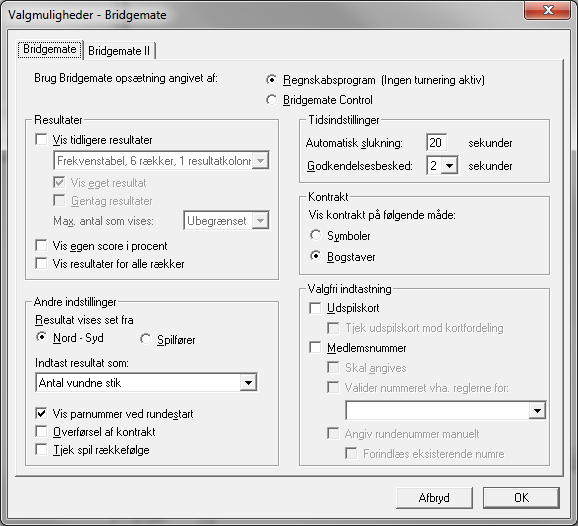 Valgmuligheder - Bridgemate
Bridgemate
Bridgemate II
Brug Bridgemate opsætning angivet af:
Regnskabsprogram (Ingen turnering aktiv)
Bridgemate Control
Resultater
Vis tidligere resultater
Frekvenstabel, 6 rækker, 1 resultatkolonn
Vis eget resultat
Gentag resultater
Max. antal som vises:
Ubegrænset
Vis egen score i procent
Vis resultater for alle rækker
Tidsindstillinger
Automatisk slukning: 20 sekunder
Godkendelsesbesked: 2 sekunder
Kontrakt
Vis kontrakt på følgende måde:
Symboler
Bogstaver
Andre indstillinger
Resultat vises set fra
Nord - Syd
Spilfører
Indtast resultat som:
Antal vundne stik
Vis parnummer ved rundestart
Overførsel af kontrakt
Tjek spil rækkefølge
Valgfri indtastning
Udspilskort
Tjek udspilskort mod kortfordeling
Medlemsnummer
Skal angives
Valider nummeret vha. reglerne for:
Angiv rundenummer manuelt
Forindlæs eksisterende numre
Afbryd
OK